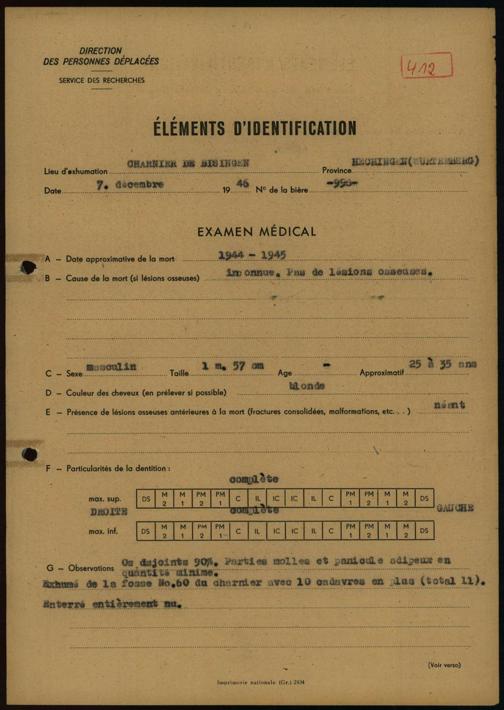 DIRECTION
DES PERSONNES DÉPLACÉES
SERVICE DES RECHERCHES
412
ÉLÉMENTS D'IDENTIFICATION
Lieu d'exhumation CHARNIER DE BISINGEN Province HECHINGEN(WURTEMBERG)
Date 7. décembre 1946 N° de la bière
EXAMEN MÉDICAL
A – Date approximative de la mort 1944 - 1945
B – Cause de la mort (si lésions osseuses) inconnue. Pas de lésions osseuses.
C – Sexe masculin Taille 1 m. 57 cm Age - Approximatif 25 à 35 ans
D – Couleur des cheveux (en prélever si possible) blonde
E – Présence de lésions osseuses antérieures à la mort (fractures consolidées, malformations, etc. . . ) néant
F – Particularités de la dentition :
complète
max. sup. DS M 2 M 1 PM 2 PM 1 C IL IC IC IL C PM 1 PM 2 M 1 M 2 DS
DROITE complète GAUCHE
max. inf. DS M 2 M 1 PM 2 PM 1 C IL IC IC IL C PM 1 PM 2 M 1 M 2 DS
G – Observations Os dsjoints 90%. Parties molles et panicule adipeux en
quantité minime.
Exhumé de la fosse No.60 du charnier avec 10 cadavres en plus (total 11).
Enterré entièrement nu.
(Voir verso)
Imprimerie nationale (Gr.) 2934